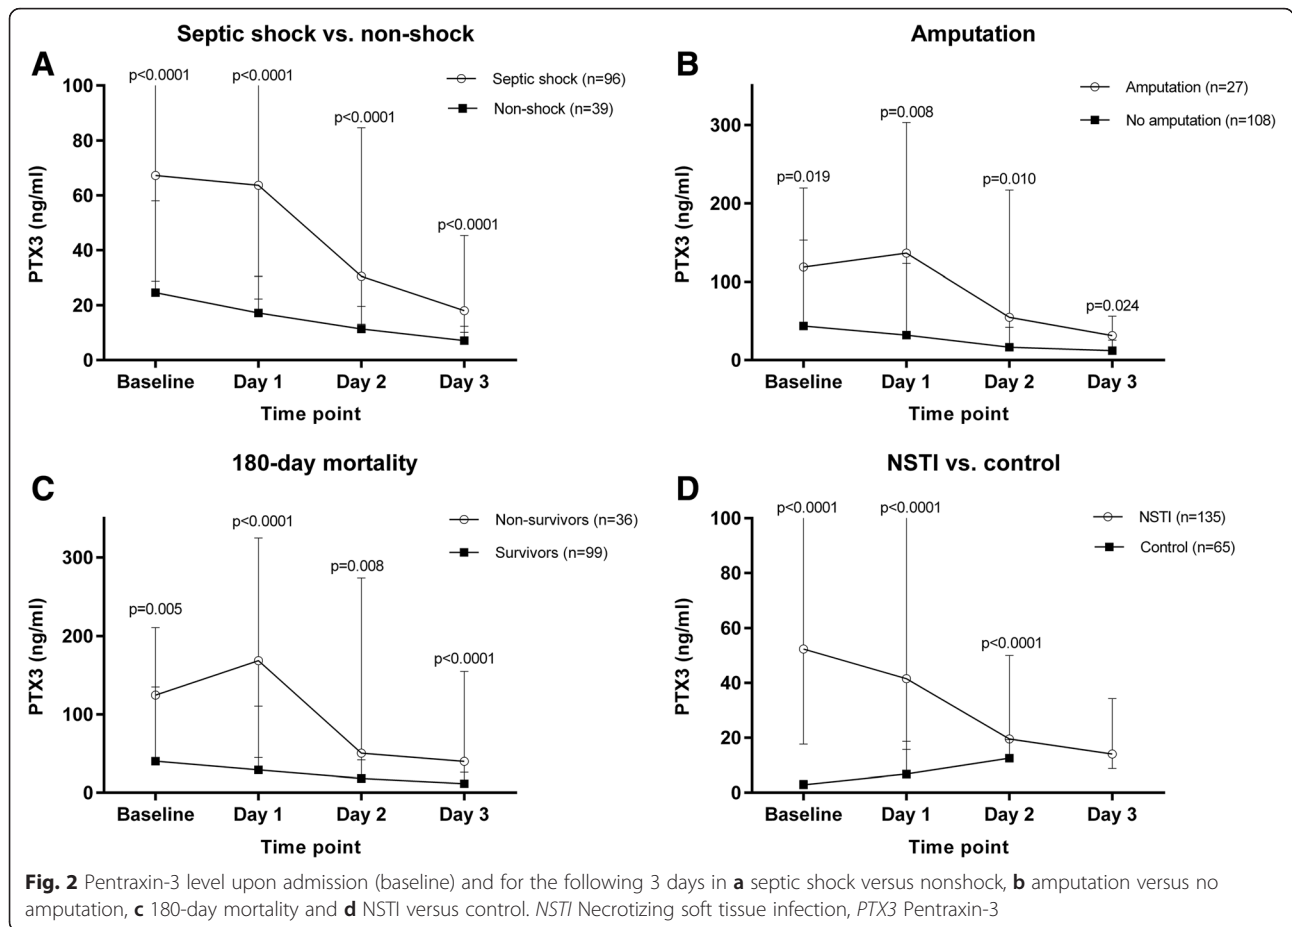 Septic shock vs. non-shock
A
p<0.0001
p<0.0001
p<0.0001
p<0.0001
Septic shock (n=96)
Non-shock (n=39)
PTX3 (ng/ml)
100
80
60
40
20
0
Baseline Day 1 Day 2 Day 3
Time point
Amputation
B
p=0.019
p=0.008
p=0.010
p=0.024
Amputation (n=27)
No amputation (n=108)
PTX3 (ng/ml)
300
200
100
0
Baseline Day 1 Day 2 Day 3
Time point
180-day mortality
C
p=0.005
p<0.0001
p=0.008
p<0.0001
Non-survivors (n=36)
Survivors (n=99)
PTX3 (ng/ml)
300
200
100
0
Baseline Day 1 Day 2 Day 3
Time point
NSTI vs. control
D
p<0.0001
p<0.0001
p<0.0001
NSTI (n=135)
Control (n=65)
PTX3 (ng/ml)
100
80
60
40
20
0
Baseline Day 1 Day 2 Day 3
Time point
Fig. 2 Pentraxin-3 level upon admission (baseline) and for the following 3 days in a septic shock versus nonshock, b amputation versus no
amputation, c 180-day mortality and d NSTI versus control. NSTI Necrotizing soft tissue infection, PTX3 Pentraxin-3